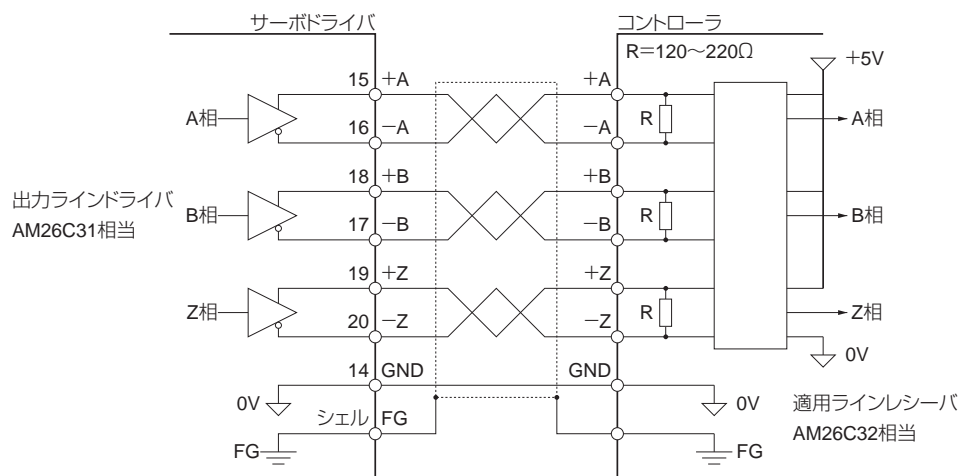 サーボドライバ
コントローラ
R=120~220Ω
+5V
15 +A
+A
A相
R
A相
16 −A
−A
18 +B
+B
出力ラインドライバ
AM26C31相当
B相
R
B相
17 −B
−B
19 +Z
+Z
Z相
R
Z相
20 −Z
−Z
0V
14 GND
GND
0V
0V
適用ラインレシーバ
AM26C32相当
シェル FG
FG
FG